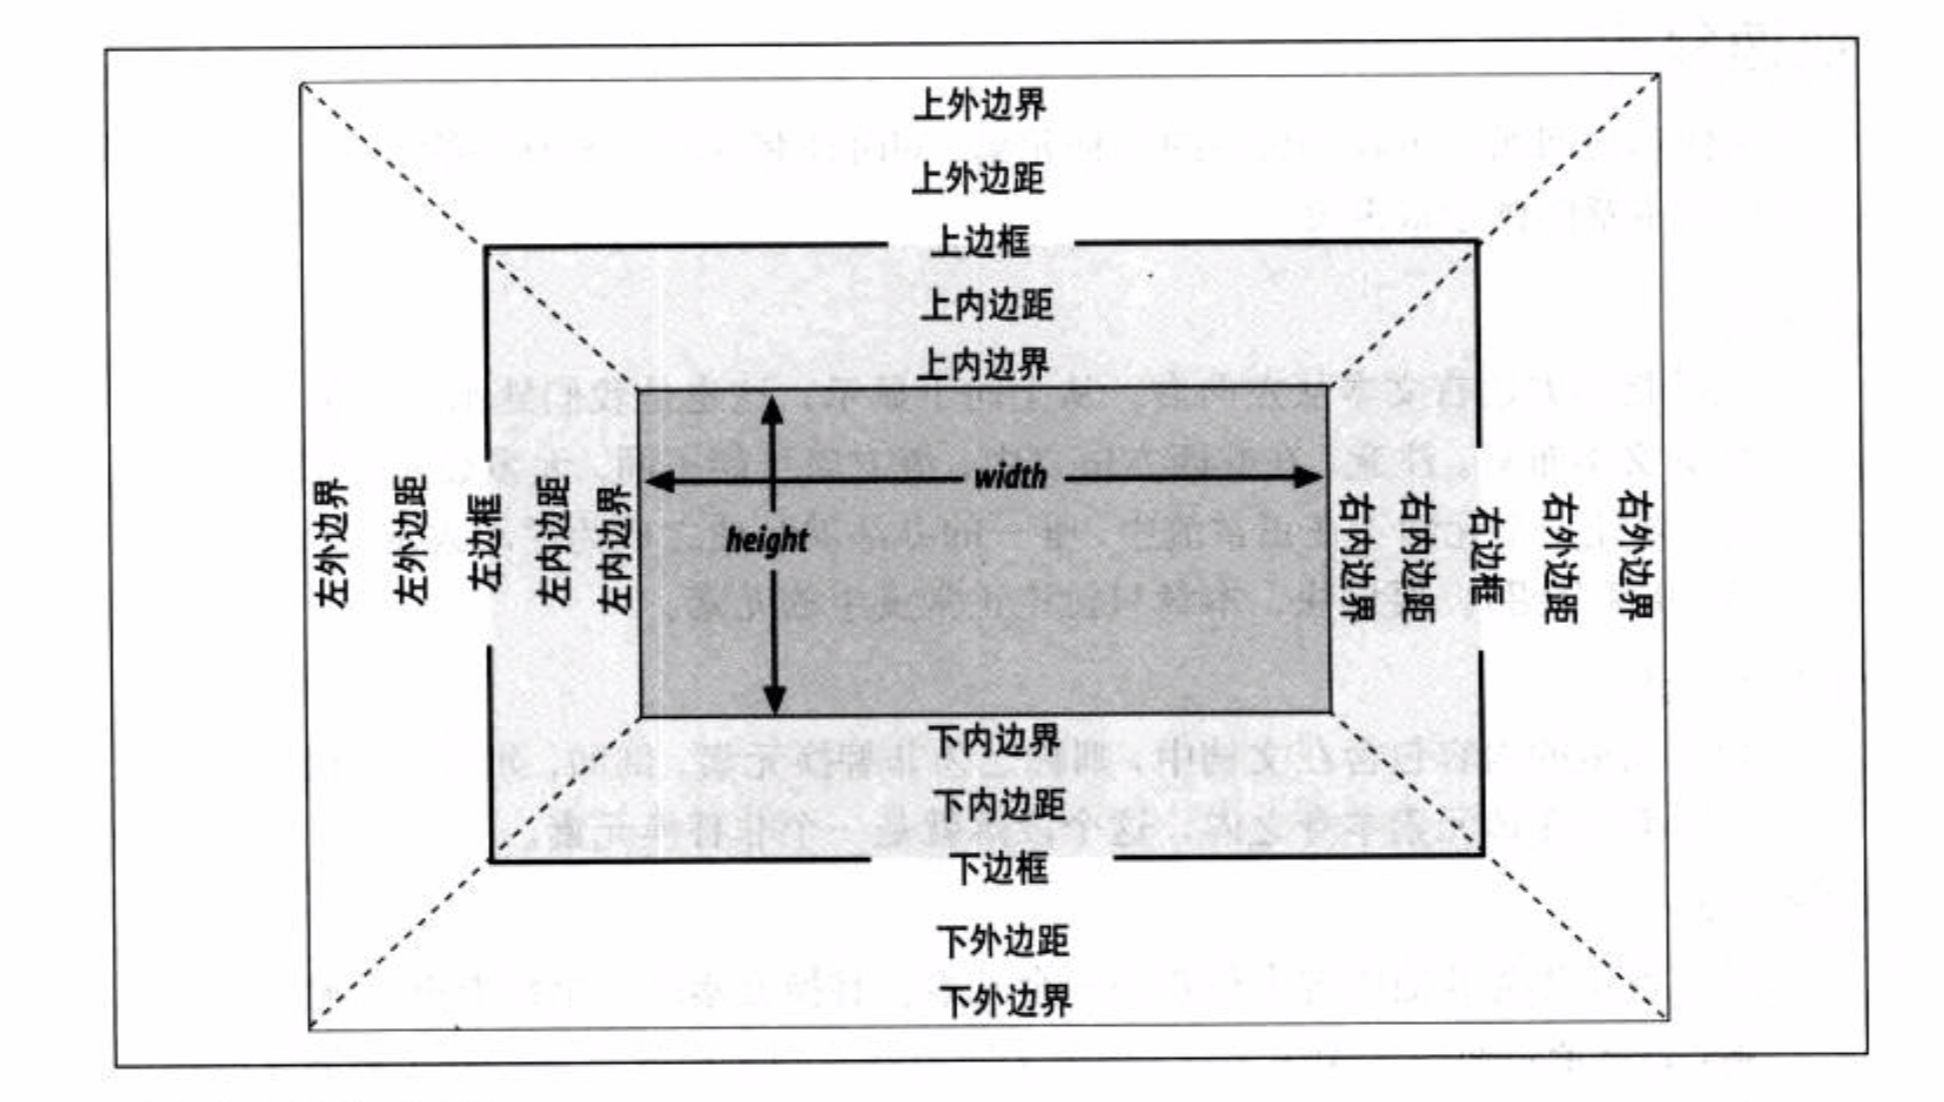 上外边界
上外边距
上边框
上内边距
上内边界
左外边界
左外边距
左边框
左内边距
左内边界
width
height
右内边界
右内边距
右边框
右外边距
右外边界
下内边界
下内边距
下边框
下外边距
下外边界